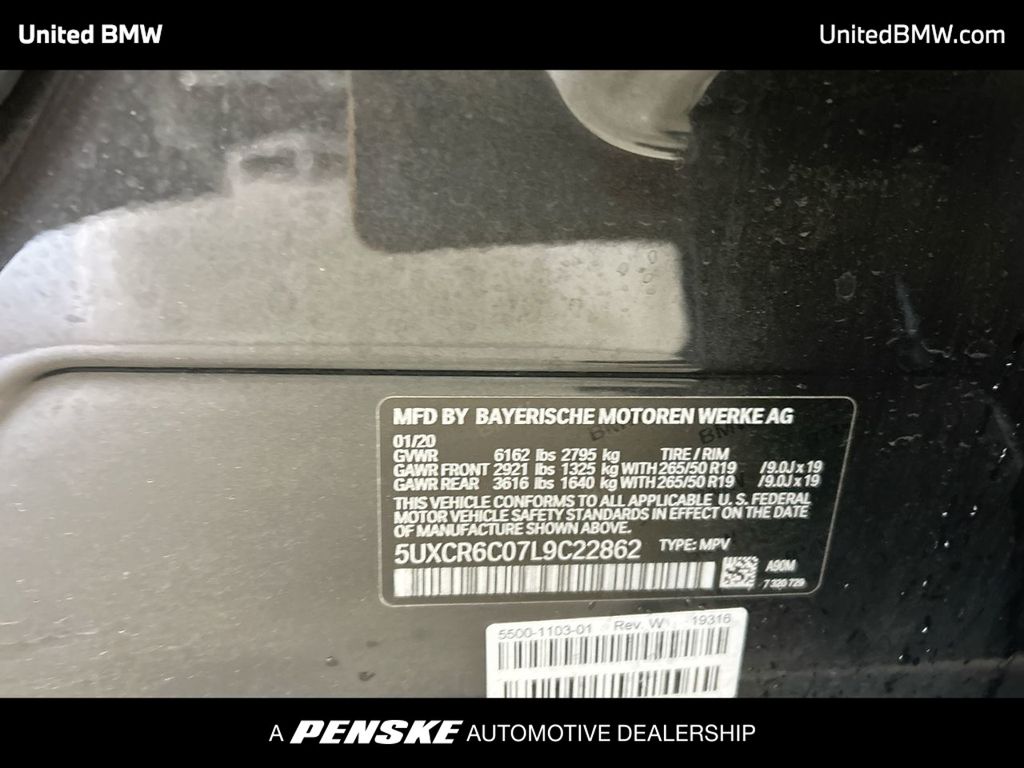 United BMW
UnitedBMW.com
MFD BY BAYERISCHE MOTOREN WERKE AG
01/20
GVWR 6162 lbs 2795 kg TIRE / RIM
GAWR FRONT 2921 lbs 1325 kg WITH 265/50 R19 /9.0J x 19
GAWR REAR 3616 lbs 1640 kg WITH 265/50 R19 /9.0J x 19
THIS VEHICLE CONFORMS TO ALL APPLICABLE U. S. FEDERAL
MOTOR VEHICLE SAFETY STANDARDS IN EFFECT ON THE DATE
OF MANUFACTURE SHOWN ABOVE.
5UXCR6C07L9C22862 TYPE: MPV
A90M
7 320 729
5500-1103-01 Rev. W 19316
A PENSKE AUTOMOTIVE DEALERSHIP